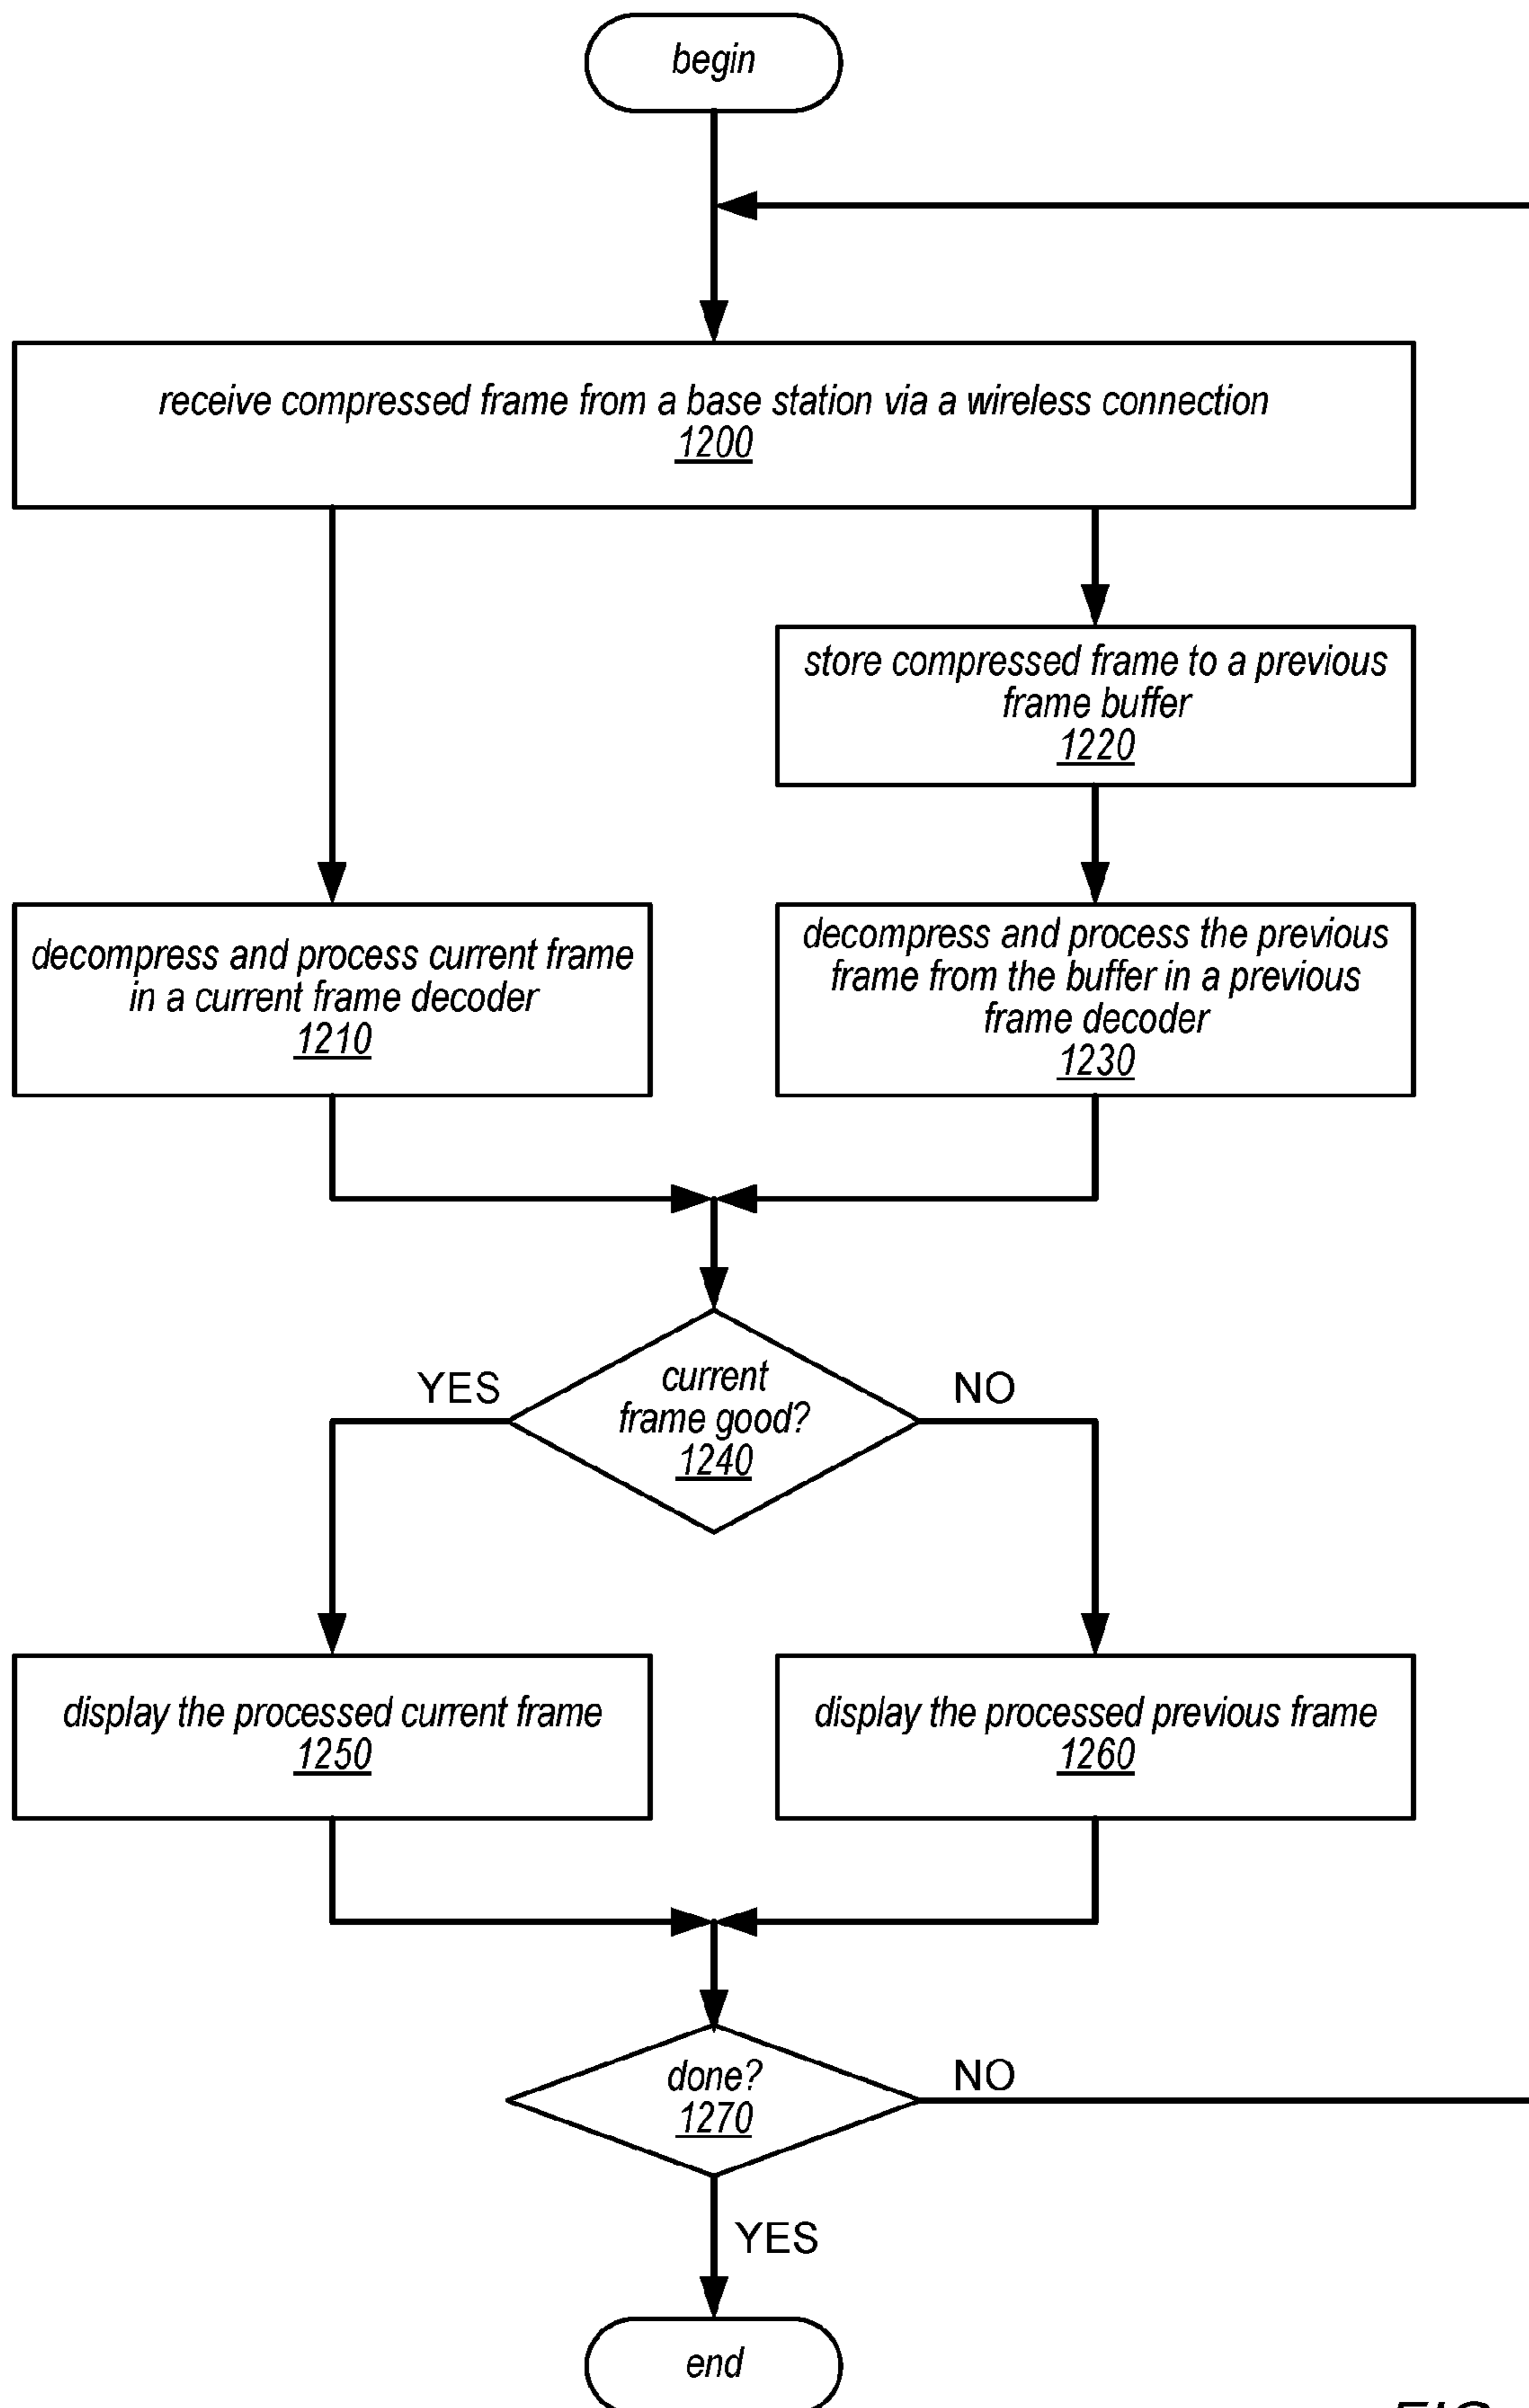 begin
receive compressed frame from a base station via a wireless connection
1200
store compressed frame to a previous
frame buffer
1220
decompress and process current frame
in a current frame decoder
1210
decompress and process the previous
frame from the buffer in a previous
frame decoder
1230
YES
current
frame good?
1240
NO
display the processed current frame
1250
display the processed previous frame
1260
done?
1270
NO
YES
end